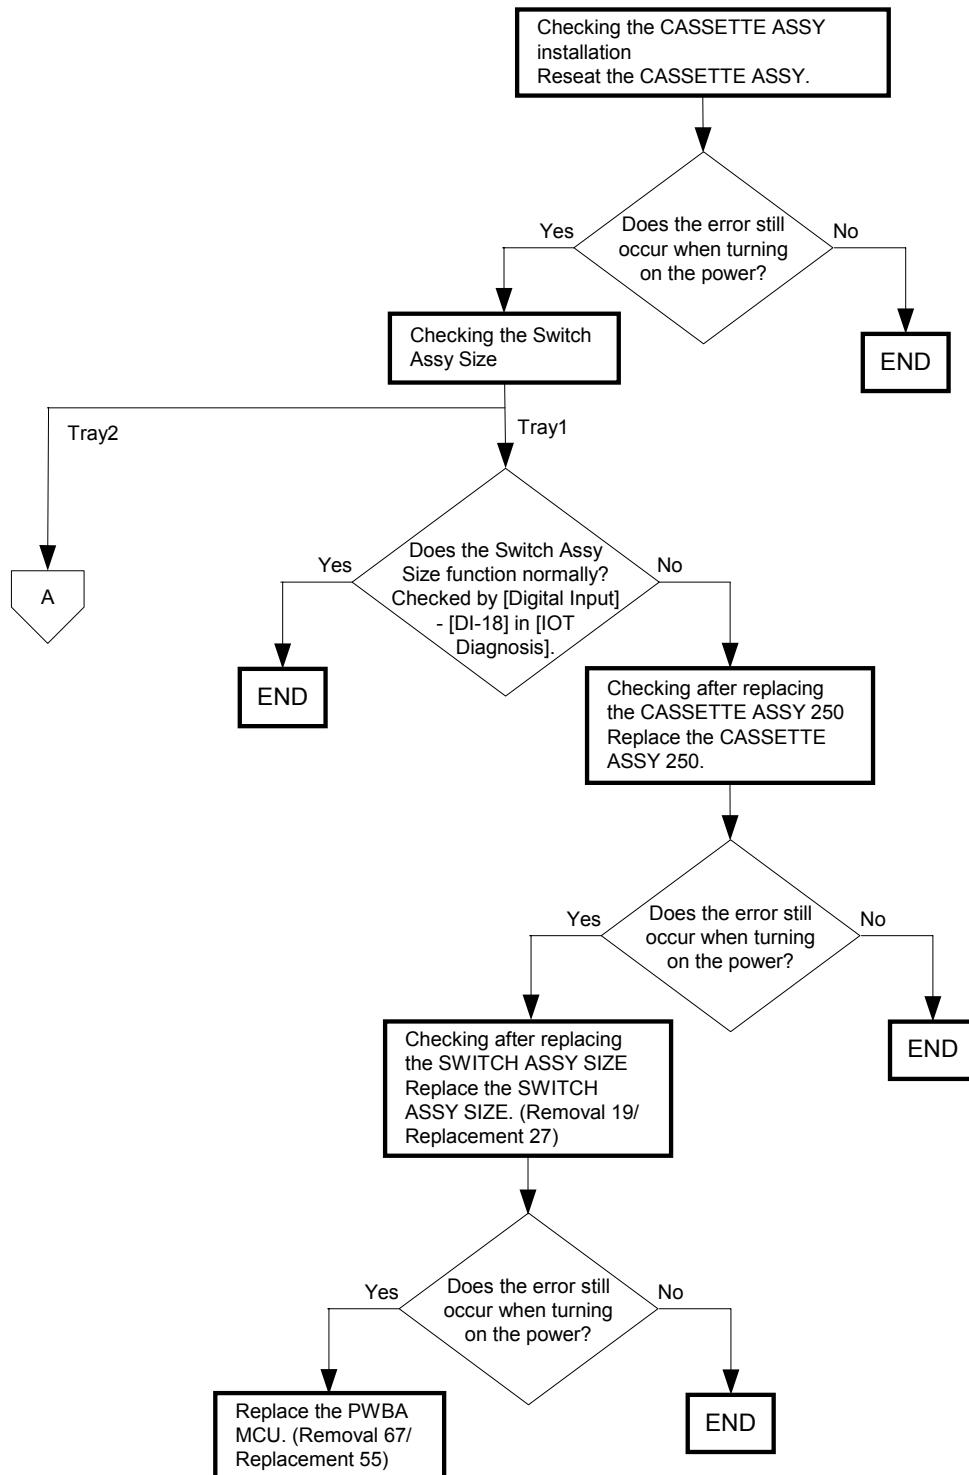 Checking the CASSETTE ASSY
installation
Reseat the CASSETTE ASSY.
Does the error still
occur when turning
on the power?
Yes
No
Checking the Switch
Assy Size
END
Tray2
Tray1
A
Does the Switch Assy
Size function normally?
Checked by [Digital Input]
- [DI-18] in [IOT
Diagnosis].
Yes
No
END
Checking after replacing
the CASSETTE ASSY 250
Replace the CASSETTE
ASSY 250.
Does the error still
occur when turning
on the power?
Yes
No
Checking after replacing
the SWITCH ASSY SIZE
Replace the SWITCH
ASSY SIZE. (Removal 19/
Replacement 27)
END
Does the error still
occur when turning
on the power?
Yes
No
Replace the PWBA
MCU. (Removal 67/
Replacement 55)
END